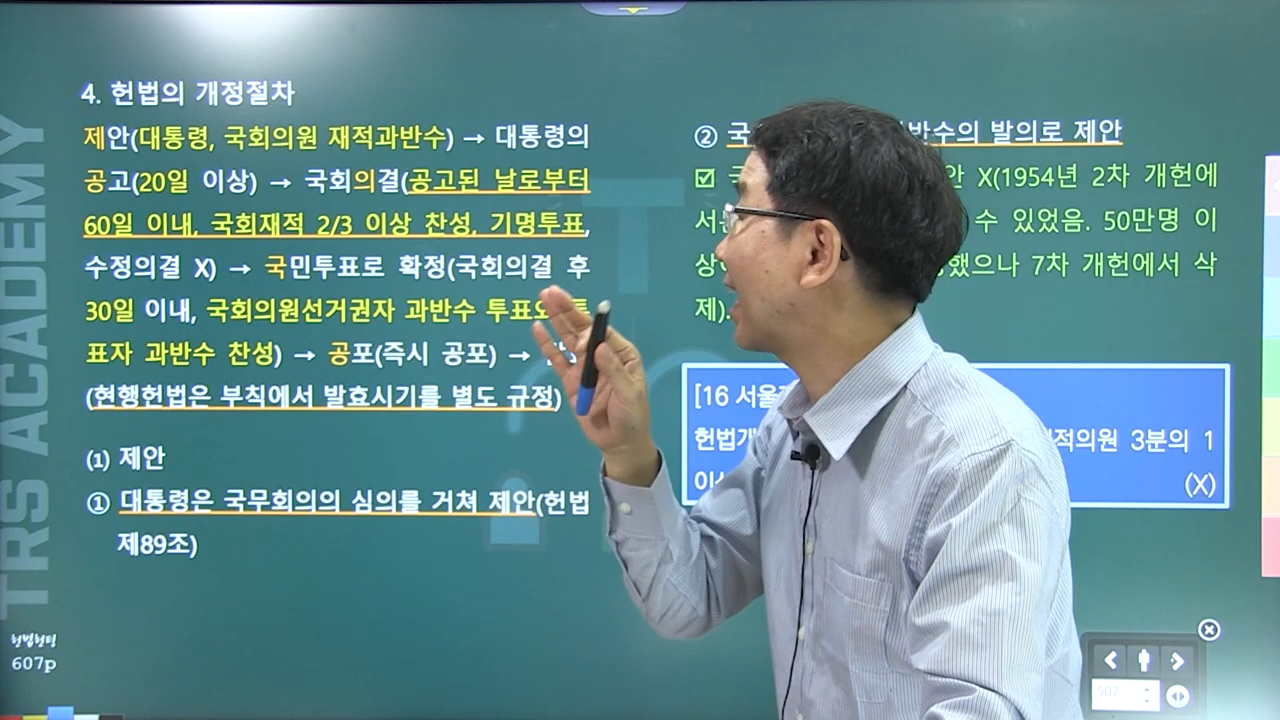 4. 헌법의 개정절차
제안(대통령, 국회의원 재적과반수) → 대통령의
공고(20일 이상) → 국회의결(공고된 날로부터
60일 이내, 국회재적 2/3 이상 찬성, 기명투표,
수정의결 X) → 국민투표로 확정(국회의결 후
30일 이내, 국회의원선거권자 과반수 투표와
표자 과반수 찬성) → 공포(즉시 공포) →
(현행헌법은 부칙에서 발효시기를 별도 규정)
(1) 제안
① 대통령은 국무회의의 심의를 거쳐 제안(헌법
제89조)
② 국 반수의 발의로 제안
☑ 안 X(1954년 2차 개헌에
서 수 있었음. 50만명 이
상 했으나 7차 개헌에서 삭
제).
[16 서울
헌법개 적의원 3분의 1
이상 (X)
TRS ACADEMY
헌법헌정
607p
507